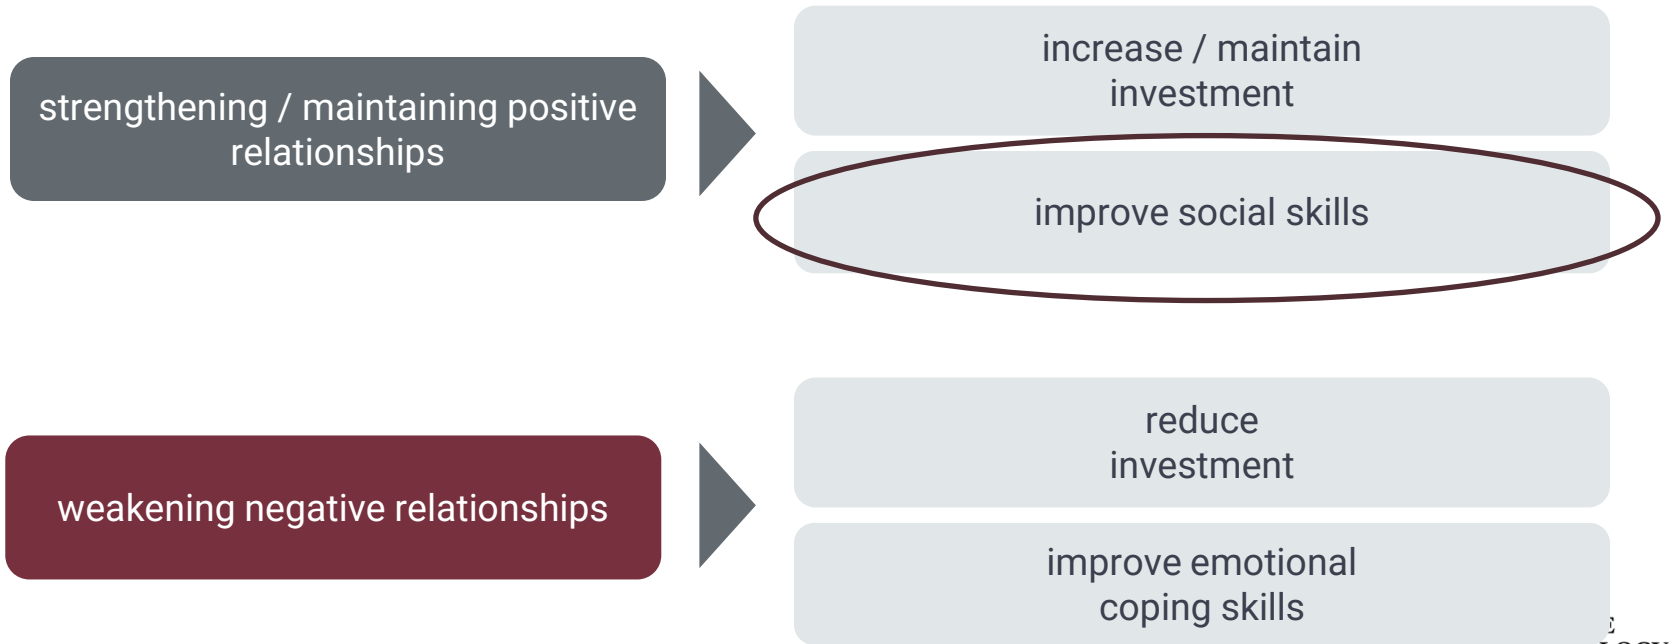 strengthening / maintaining positive
relationships
increase / maintain
investment
improve social skills
weakening negative relationships
reduce
investment
improve emotional
coping skills